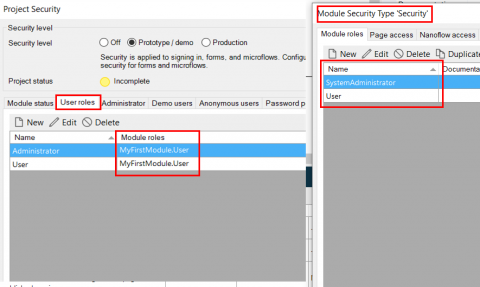 Project Security
Security level
Security level Off Prototype / demo Production
Security is applied to signing in, forms, and microflows. Configu
security for forms and microflows.
Project status Incomplete
Module status User roles Administrator Demo users Anonymous users Password p
New Edit Delete
Name Module roles
Administrator MyFirstModule.User
User MyFirstModule.User
Module Security Type 'Security'
Module roles Page access Nanoflow access
New Edit Delete Duplicate
Name Documenta
SystemAdministrator
User